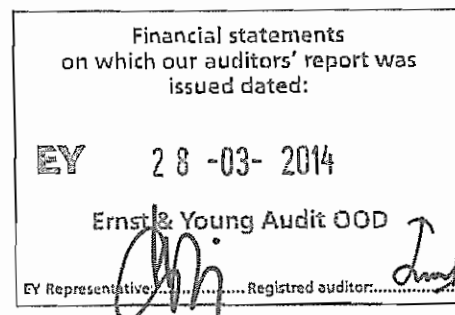 Financial statements
on which our auditors' report was
issued dated:
EY 28 -03- 2014
Ernst & Young Audit OOD
EY Representative:.................. Registred auditor:..................